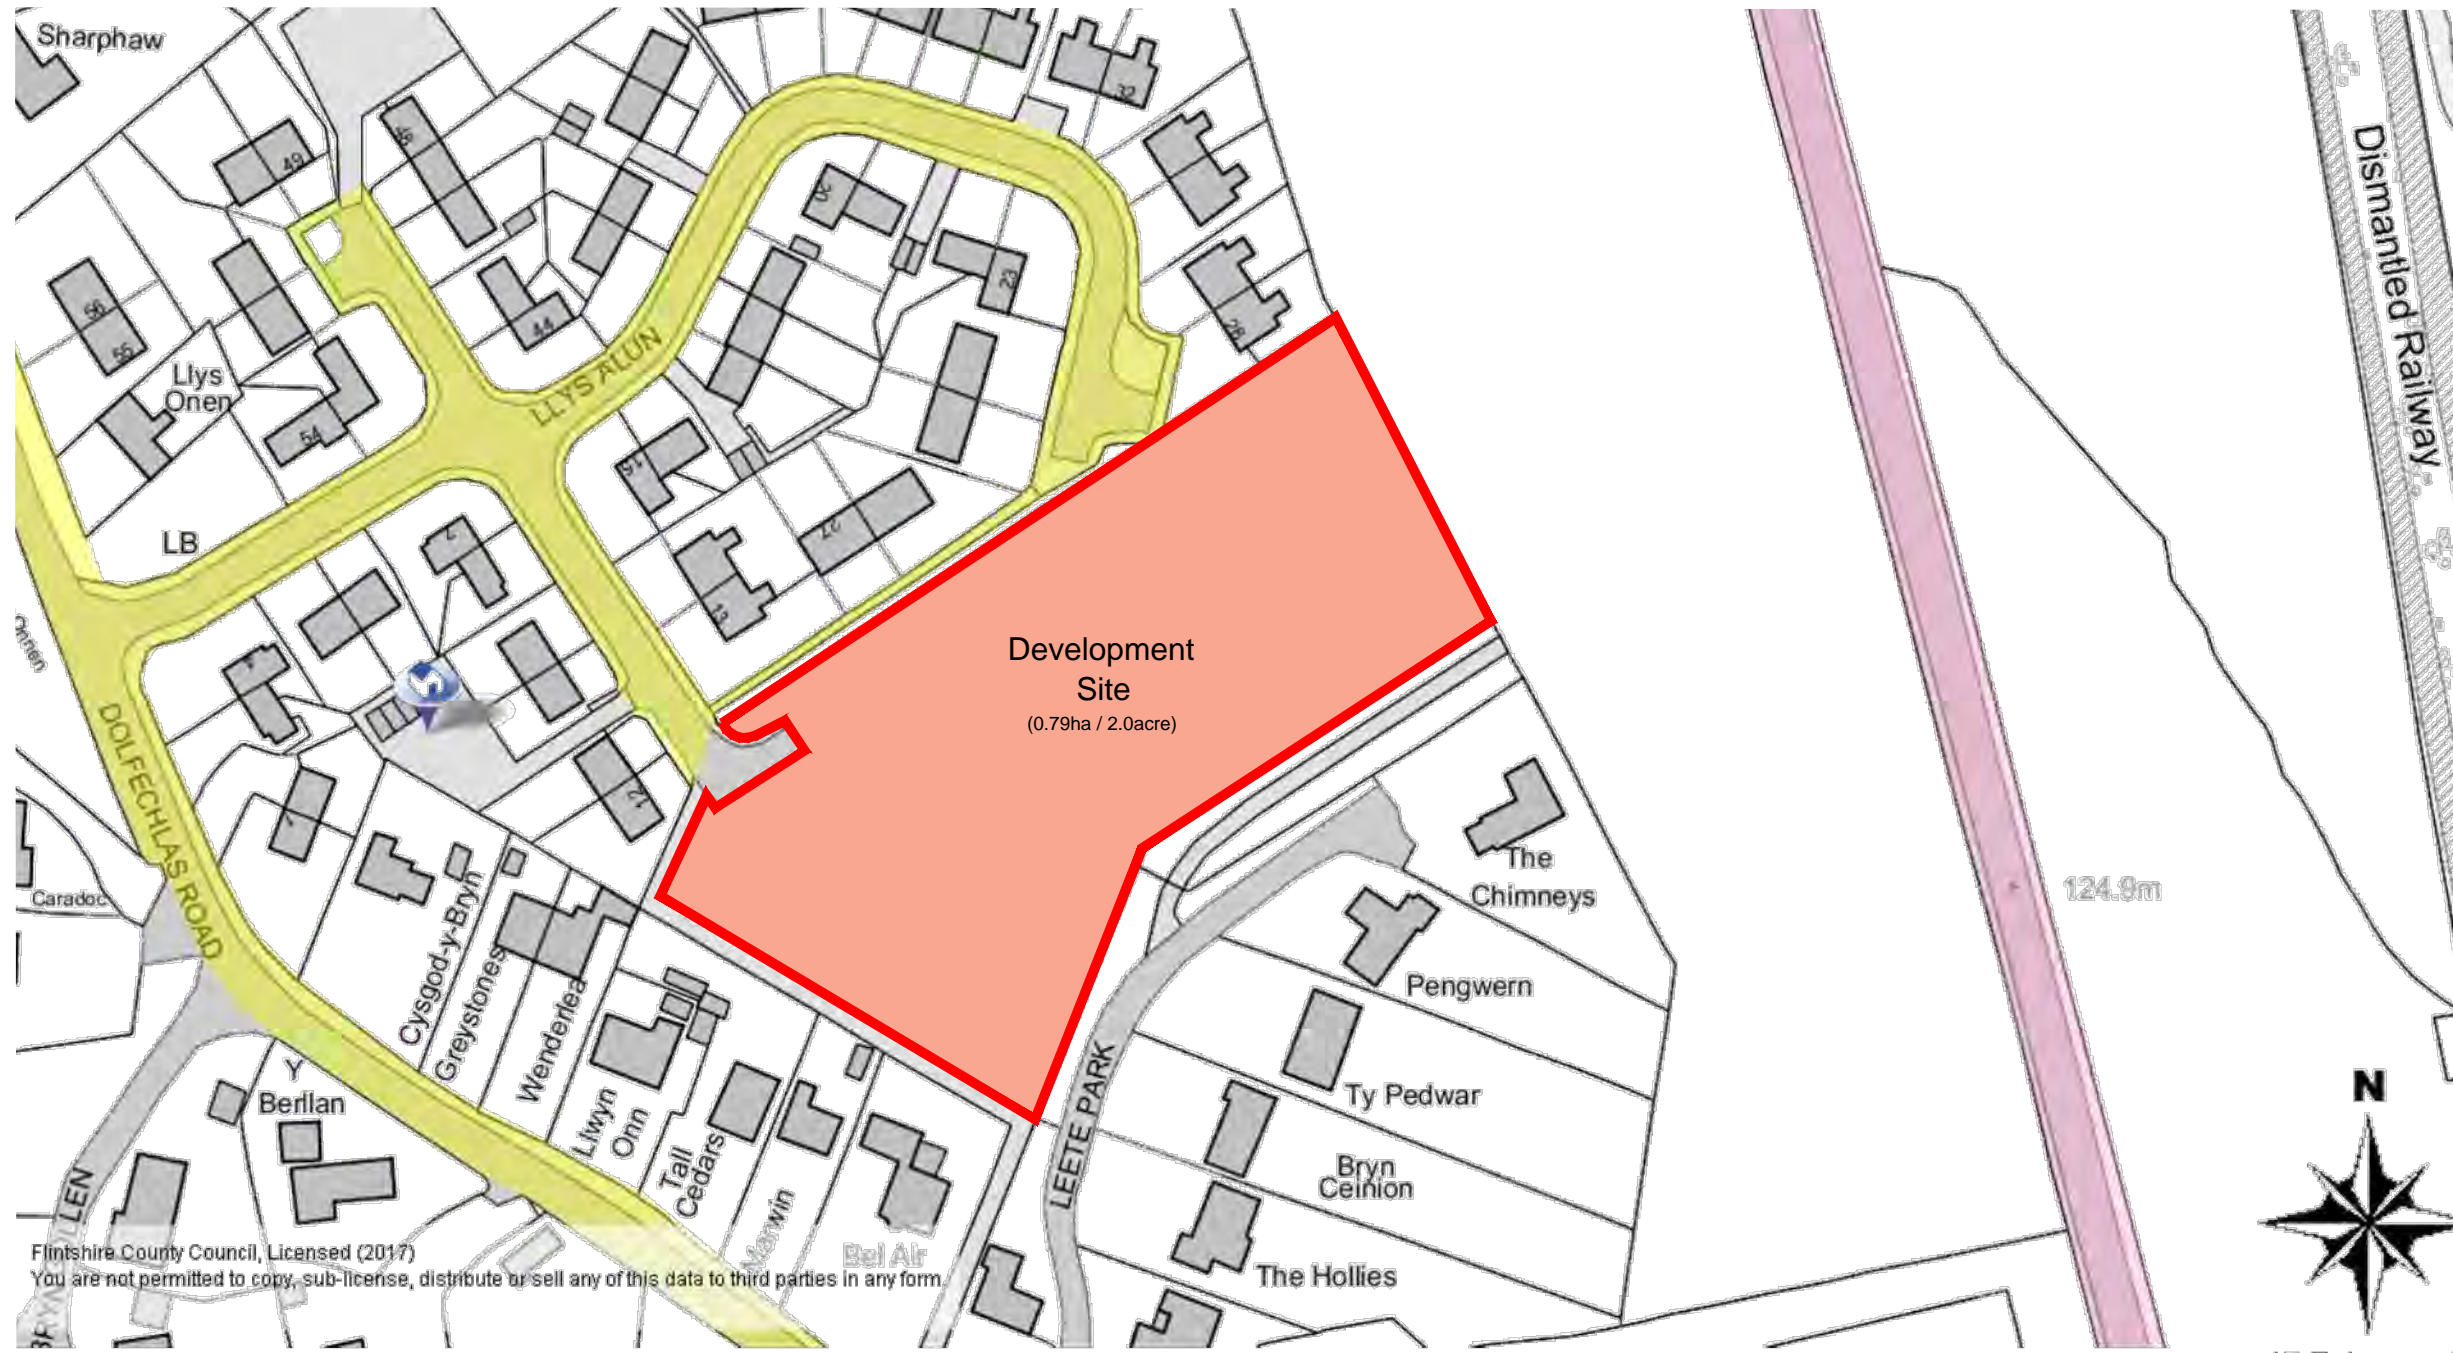 Sharphaw
32
49
46
20
23
28
56
55
Llys
Onen
54
44
LLYS ALUN
16
27
13
LB
2
4
DOLFECHLAS ROAD
12
Caradoc
Development
Site
(0.79ha / 2.0acre)
Dismantled Railway
124.9m
The
Chimneys
Pengwern
Ty Pedwar
Bryn
Ceinion
The Hollies
LEETE PARK
Cysgod-y-Bryn
Greystones
Wenderlea
Llwyn
Onn
Tall
Cedars
Marwin
Bel Air
Berllan
N
Flintshire County Council, Licensed (2017)
You are not permitted to copy, sub-license, distribute or sell any of this data to third parties in any form.